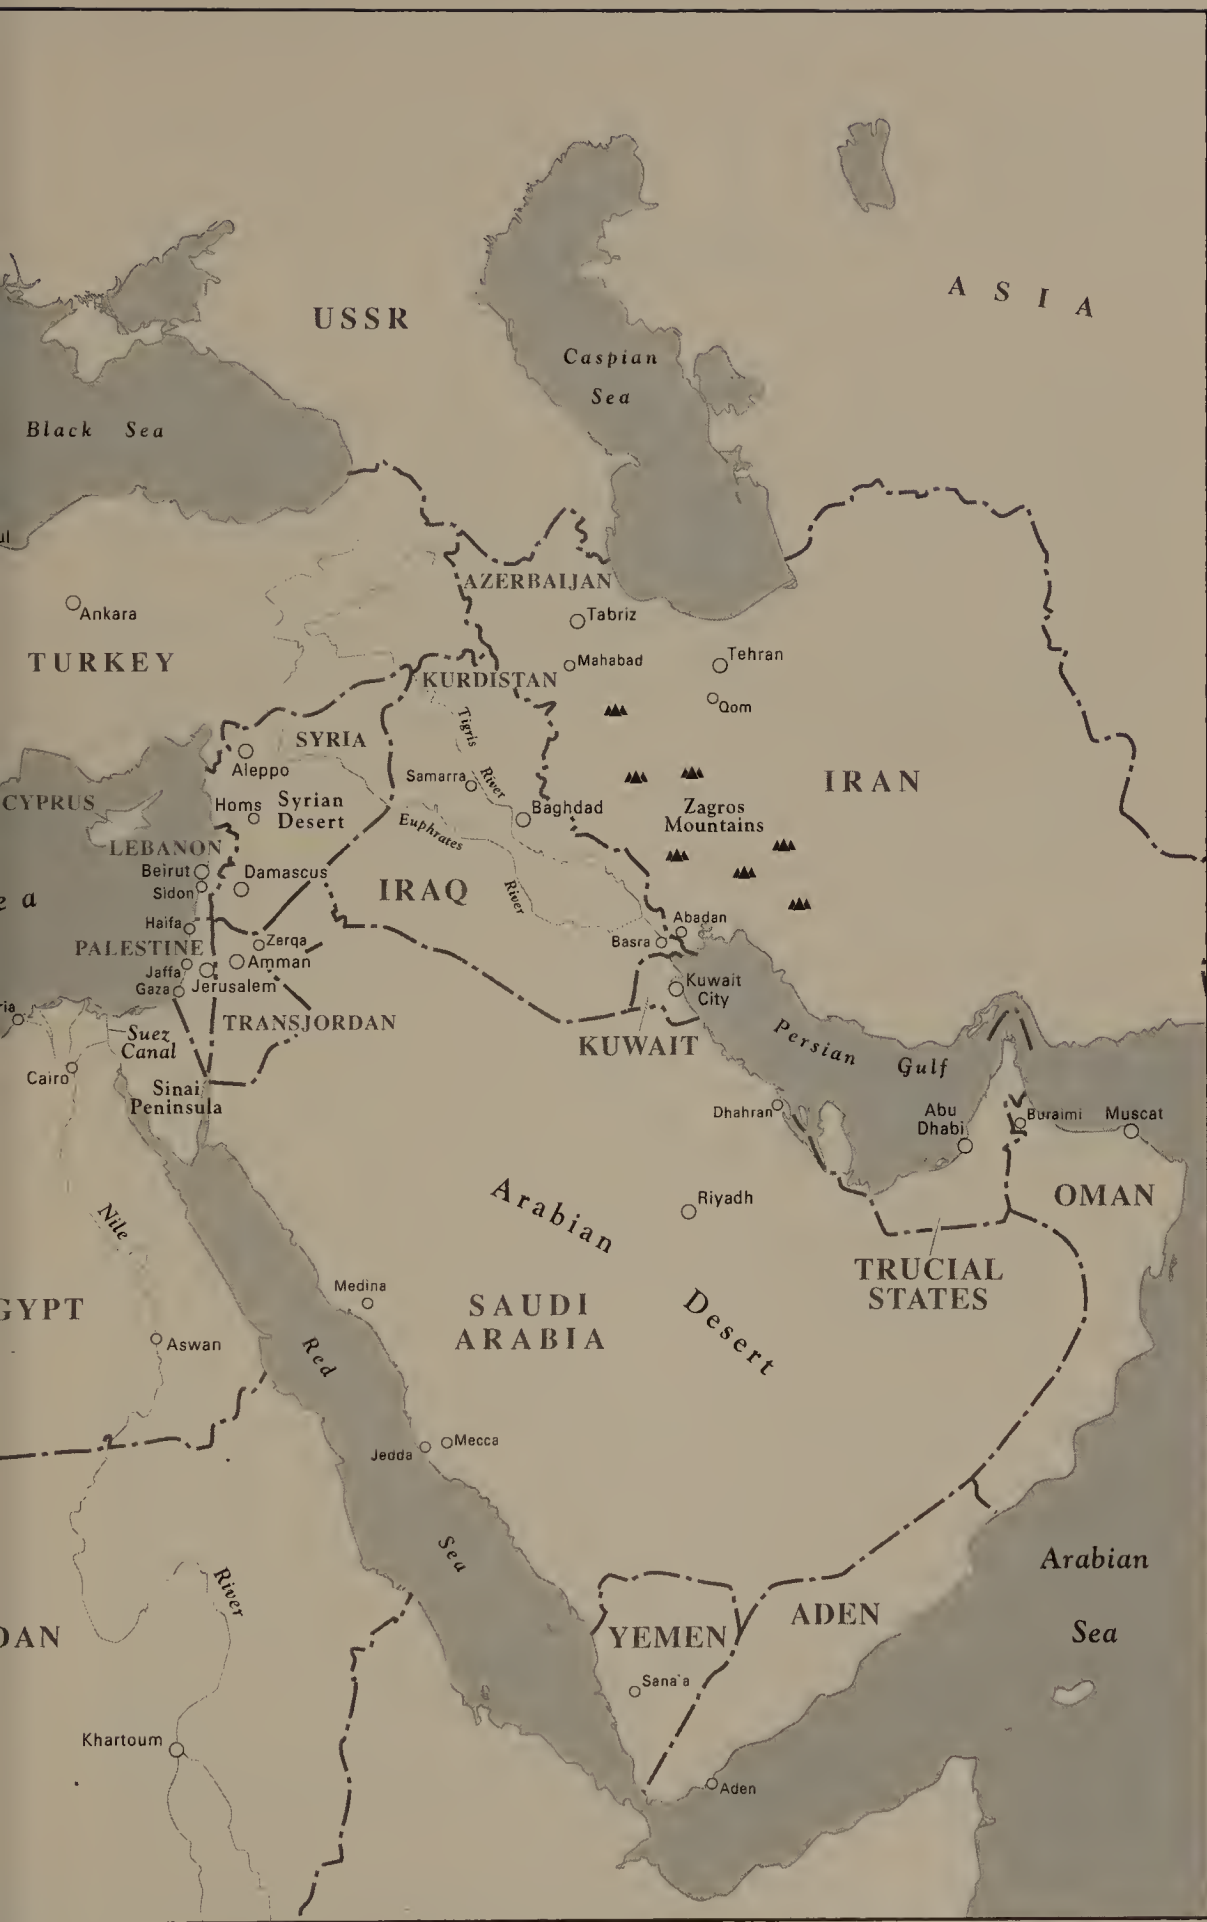 ASIA
USSR
Caspian
Sea
Black Sea
ul
AZERBAIJAN
Ankara
Tabriz
TURKEY
Mahabad
Tehran
KURDISTAN
Qom
Tigris
River
SYRIA
Aleppo
Samarra
IRAN
CYPRUS
Homs
Syrian
Desert
Baghdad
Zagros
Mountains
Euphrates
River
LEBANON
Beirut
Damascus
Sidon
IRAQ
e a
Haifa
Abadan
PALESTINE
Zerqa
Basra
Jaffa
Amman
Gaza
Jerusalem
Kuwait
City
ria
TRANSJORDAN
Suez
Canal
KUWAIT
Persian Gulf
Cairo
Sinai
Peninsula
Dhahran
Abu
Dhabi
Buraimi
Muscat
Arabian
Desert
Riyadh
OMAN
Nile
River
TRUCIAL
STATES
Medina
GYPT
SAUDI
ARABIA
Aswan
Red
Sea
Jedda
Mecca
Arabian
Sea
DAN
YEMEN
ADEN
Sana'a
Khartoum
Aden